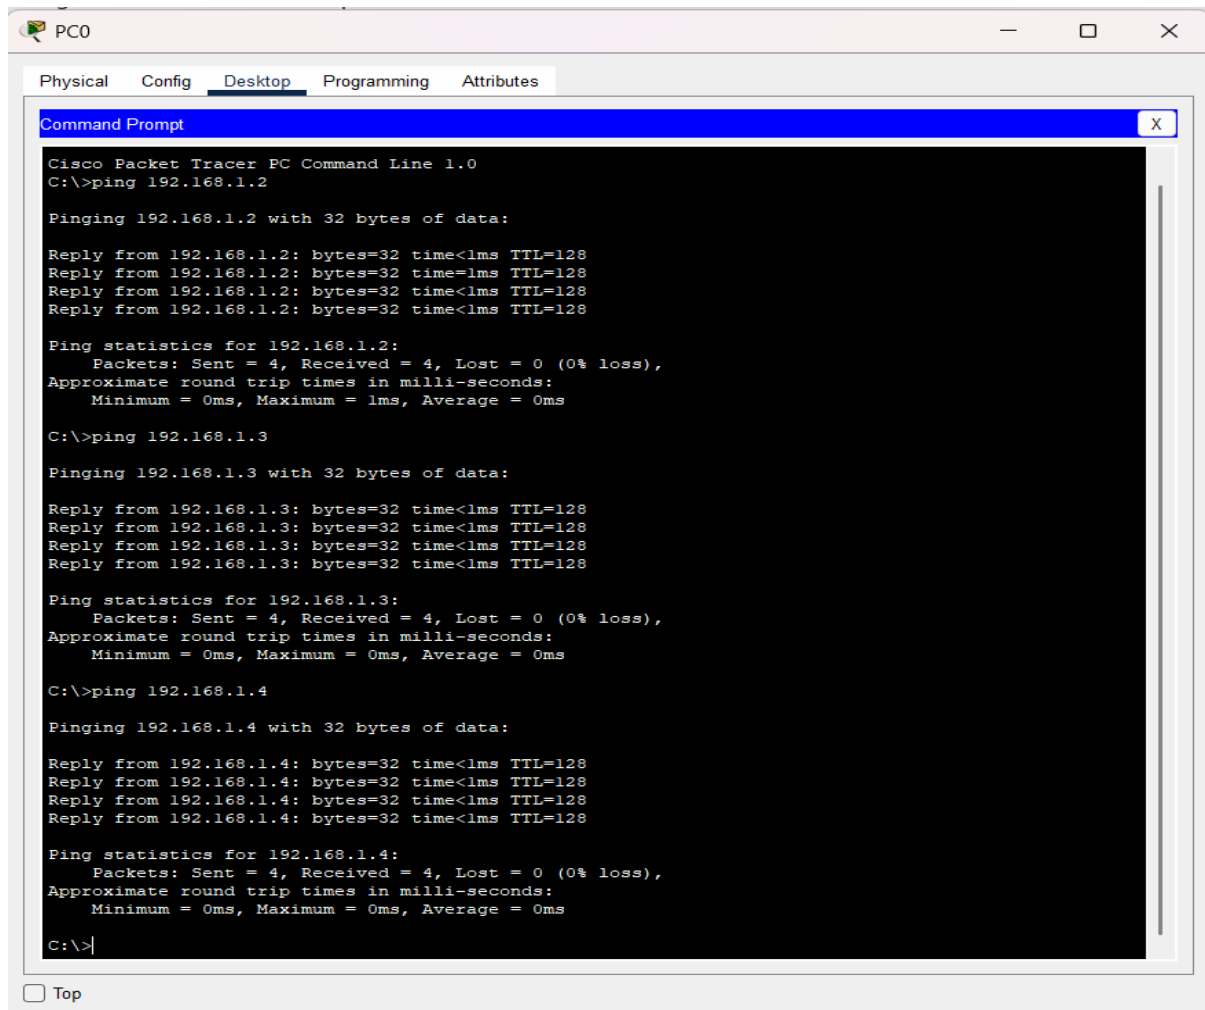 PC0
Physical Config Desktop Programming Attributes
Command Prompt X
Cisco Packet Tracer PC Command Line 1.0
C:\>ping 192.168.1.2
Pinging 192.168.1.2 with 32 bytes of data:
Reply from 192.168.1.2: bytes=32 time<1ms TTL=128
Reply from 192.168.1.2: bytes=32 time=1ms TTL=128
Reply from 192.168.1.2: bytes=32 time<1ms TTL=128
Reply from 192.168.1.2: bytes=32 time<1ms TTL=128
Ping statistics for 192.168.1.2:
Packets: Sent = 4, Received = 4, Lost = 0 (0% loss),
Approximate round trip times in milli-seconds:
Minimum = 0ms, Maximum = 1ms, Average = 0ms
C:\>ping 192.168.1.3
Pinging 192.168.1.3 with 32 bytes of data:
Reply from 192.168.1.3: bytes=32 time<1ms TTL=128
Reply from 192.168.1.3: bytes=32 time<1ms TTL=128
Reply from 192.168.1.3: bytes=32 time<1ms TTL=128
Reply from 192.168.1.3: bytes=32 time<1ms TTL=128
Ping statistics for 192.168.1.3:
Packets: Sent = 4, Received = 4, Lost = 0 (0% loss),
Approximate round trip times in milli-seconds:
Minimum = 0ms, Maximum = 0ms, Average = 0ms
C:\>ping 192.168.1.4
Pinging 192.168.1.4 with 32 bytes of data:
Reply from 192.168.1.4: bytes=32 time<1ms TTL=128
Reply from 192.168.1.4: bytes=32 time<1ms TTL=128
Reply from 192.168.1.4: bytes=32 time<1ms TTL=128
Reply from 192.168.1.4: bytes=32 time<1ms TTL=128
Ping statistics for 192.168.1.4:
Packets: Sent = 4, Received = 4, Lost = 0 (0% loss),
Approximate round trip times in milli-seconds:
Minimum = 0ms, Maximum = 0ms, Average = 0ms
C:\>
Top